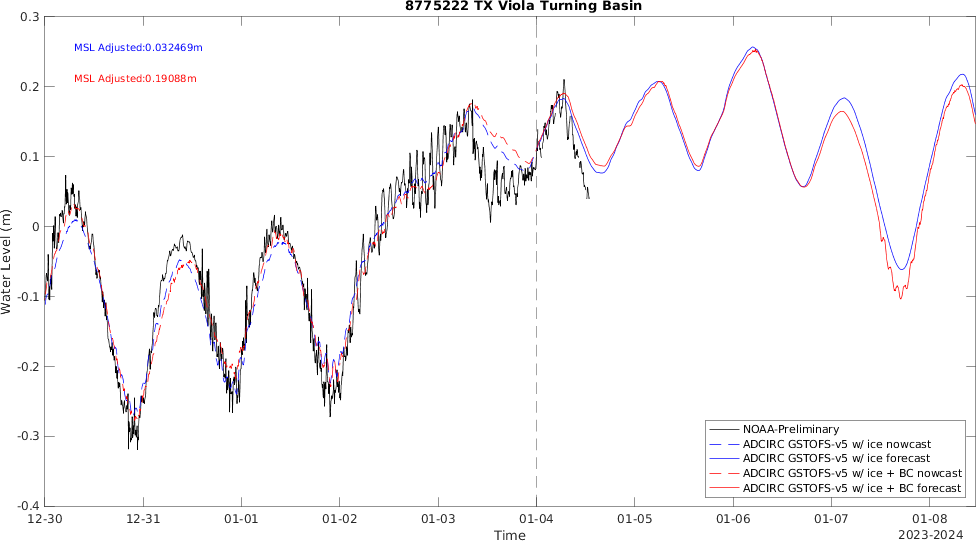 8775222 TX Viola Turning Basin
MSL Adjusted:0.032469m
MSL Adjusted:0.19088m
Water Level (m)
0.3
0.2
0.1
0
-0.1
-0.2
-0.3
-0.4
NOAA-Preliminary
ADCIRC GSTOFS-v5 w/ ice nowcast
ADCIRC GSTOFS-v5 w/ ice forecast
ADCIRC GSTOFS-v5 w/ ice + BC nowcast
ADCIRC GSTOFS-v5 w/ ice + BC forecast
12-30 12-31 01-01 01-02 01-03 01-04 01-05 01-06 01-07 01-08
Time
2023-2024